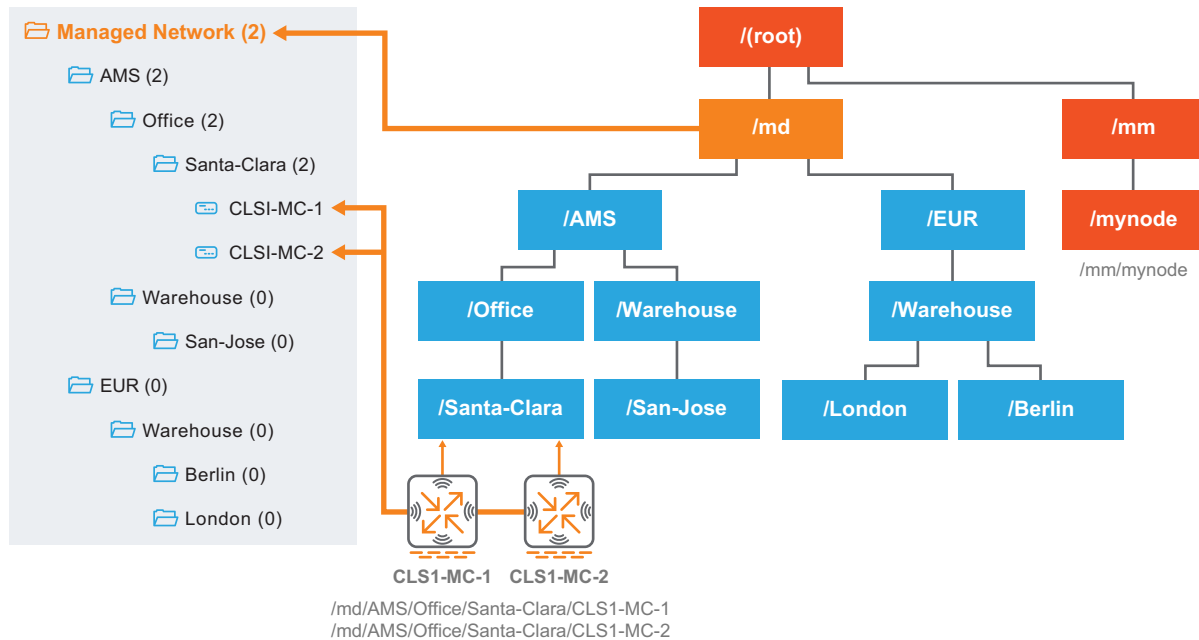 Managed Network (2)
AMS (2)
Office (2)
Santa-Clara (2)
CLSI-MC-1
CLSI-MC-2
Warehouse (0)
San-Jose (0)
EUR (0)
Warehouse (0)
Berlin (0)
London (0)
/(root)
/md
/mm
/AMS
/EUR
/mynode
/mm/mynode
/Office
/Warehouse
/Warehouse
/Santa-Clara
/San-Jose
/London
/Berlin
CLS1-MC-1
CLS1-MC-2
/md/AMS/Office/Santa-Clara/CLS1-MC-1
/md/AMS/Office/Santa-Clara/CLS1-MC-2